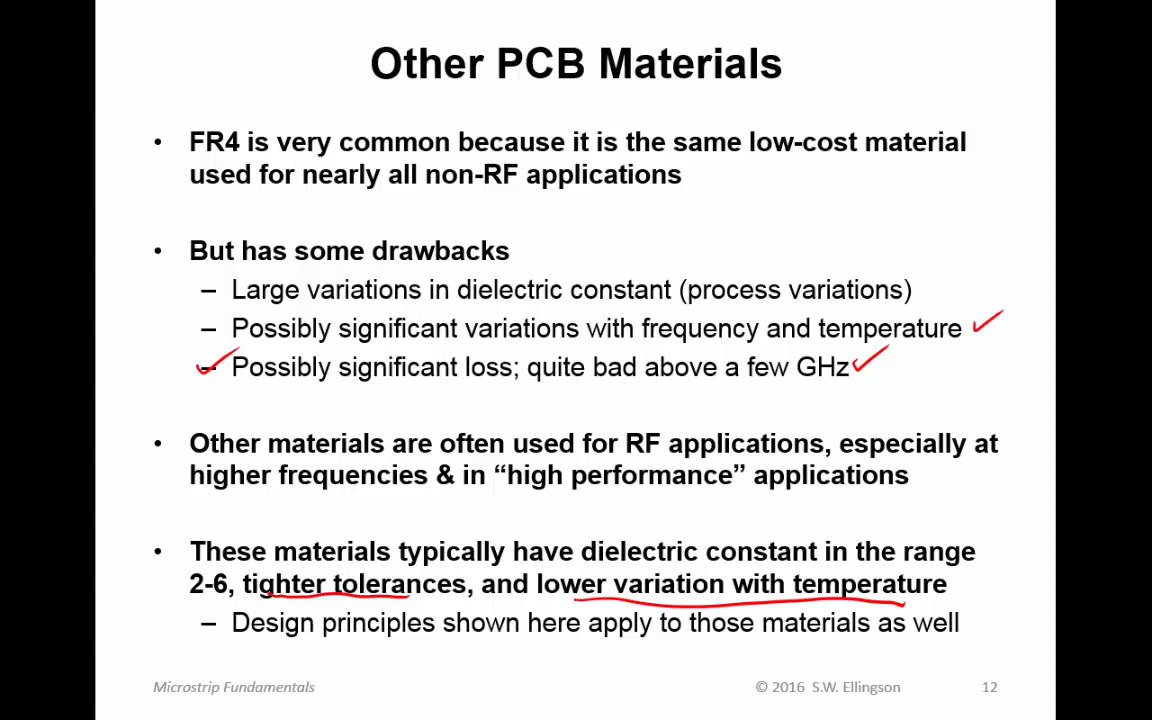 Other PCB Materials
• FR4 is very common because it is the same low-cost material
used for nearly all non-RF applications
• But has some drawbacks
– Large variations in dielectric constant (process variations)
– Possibly significant variations with frequency and temperature
– Possibly significant loss; quite bad above a few GHz
• Other materials are often used for RF applications, especially at
higher frequencies & in “high performance” applications
• These materials typically have dielectric constant in the range
2-6, tighter tolerances, and lower variation with temperature
– Design principles shown here apply to those materials as well
Microstrip Fundamentals © 2016 S.W. Ellingson 12